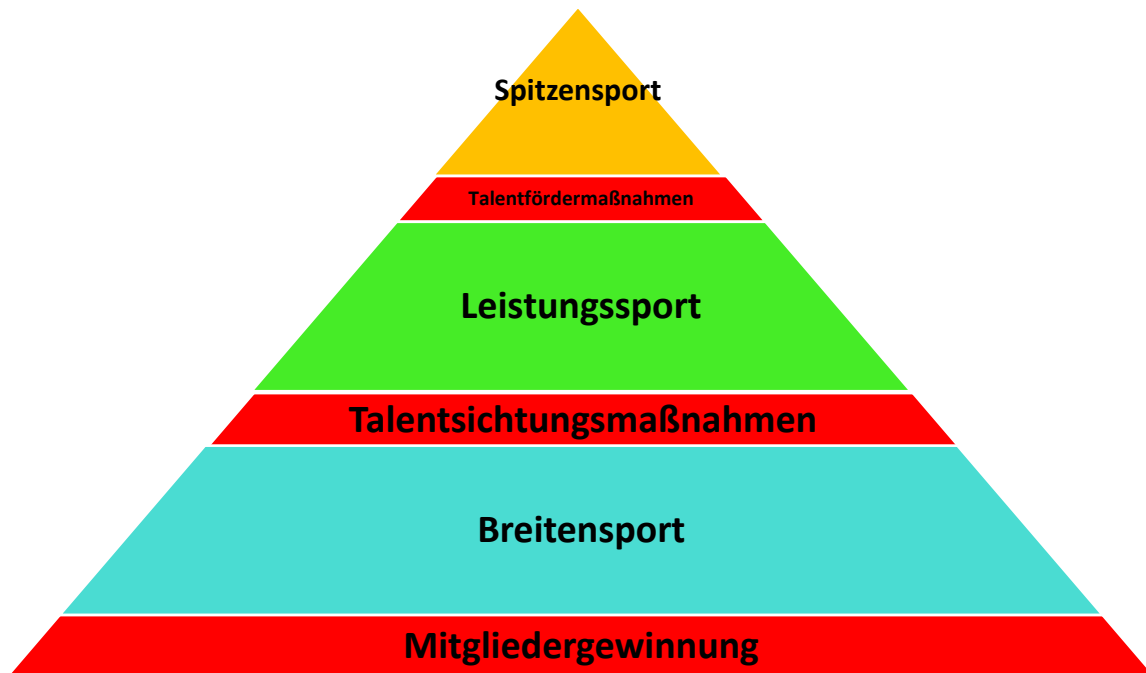 Spitzensport
Talentfördermaßnahmen
Leistungssport
Talentsichtungsmaßnahmen
Breitensport
Mitgliedergewinnung